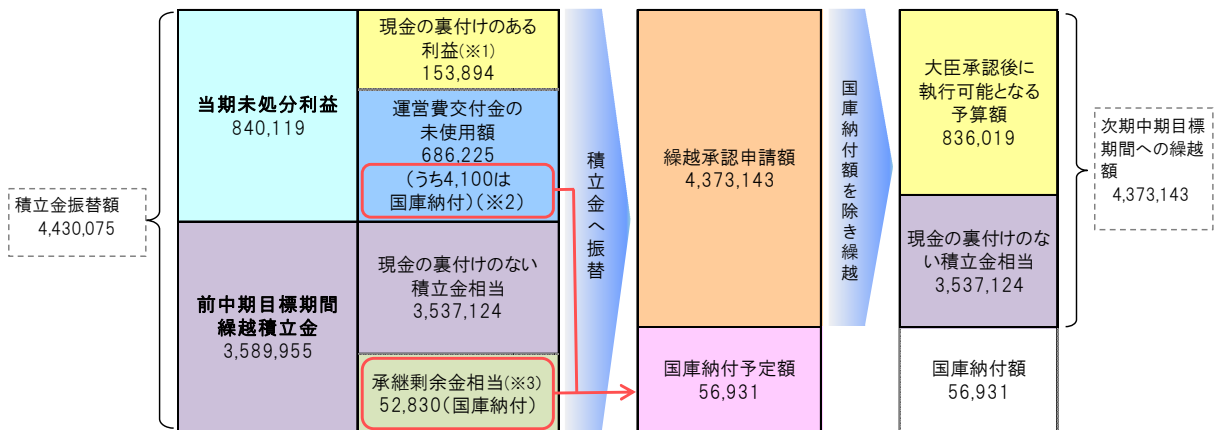 積立金振替額
4,430,075
当期未処分利益
840,119
前中期目標期間
繰越積立金
3,589,955
現金の裏付けのある
利益(※1)
153,894
運営費交付金の
未使用額
686,225
(うち4,100は
国庫納付)(※2)
現金の裏付けのない
積立金相当
3,537,124
承継剰余金相当(※3)
52,830(国庫納付)
積立金へ振替
繰越承認申請額
4,373,143
国庫納付予定額
56,931
国庫納付額を除き繰越
大臣承認後に
執行可能となる
予算額
836,019
現金の裏付けのな
い積立金相当
3,537,124
国庫納付額
56,931
次期中期目標
期間への繰越
額
4,373,143